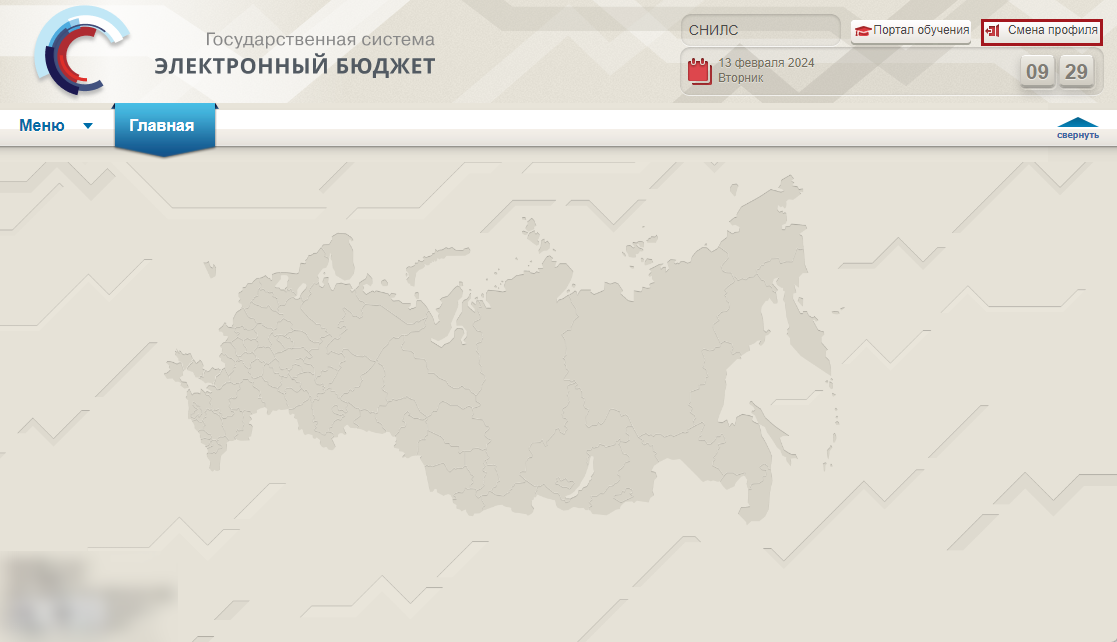 Государственная система
ЭЛЕКТРОННЫЙ БЮДЖЕТ
СНИЛС
Портал обучения
Смена профиля
13 февраля 2024
Вторник
09 29
Меню
Главная
свернуть